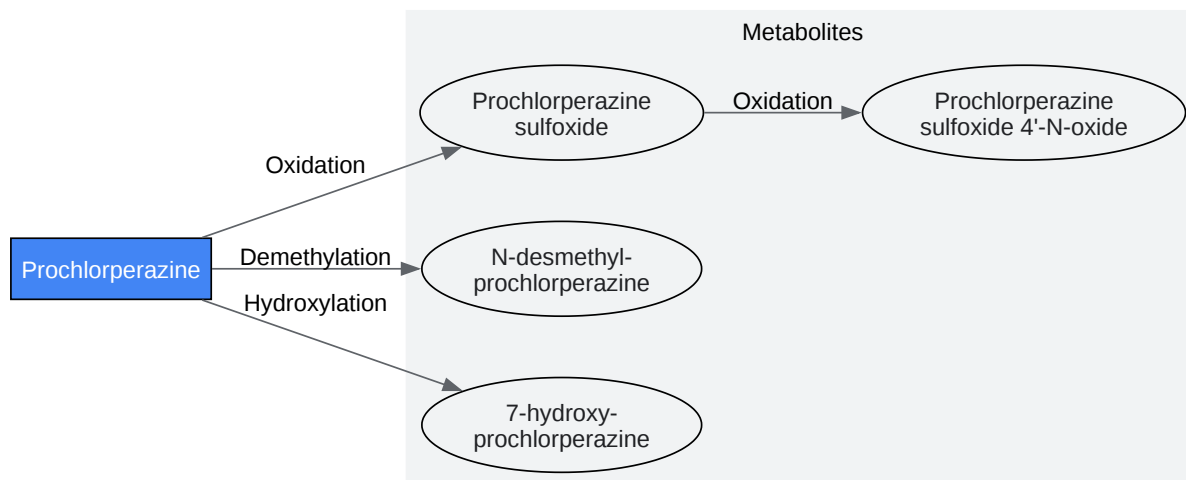 Metabolites
Prochlorperazine
sulfoxide
Oxidation
Prochlorperazine
sulfoxide 4'-N-oxide
Oxidation
Prochlorperazine
Demethylation
N-desmethyl-
prochlorperazine
Hydroxylation
7-hydroxy-
prochlorperazine